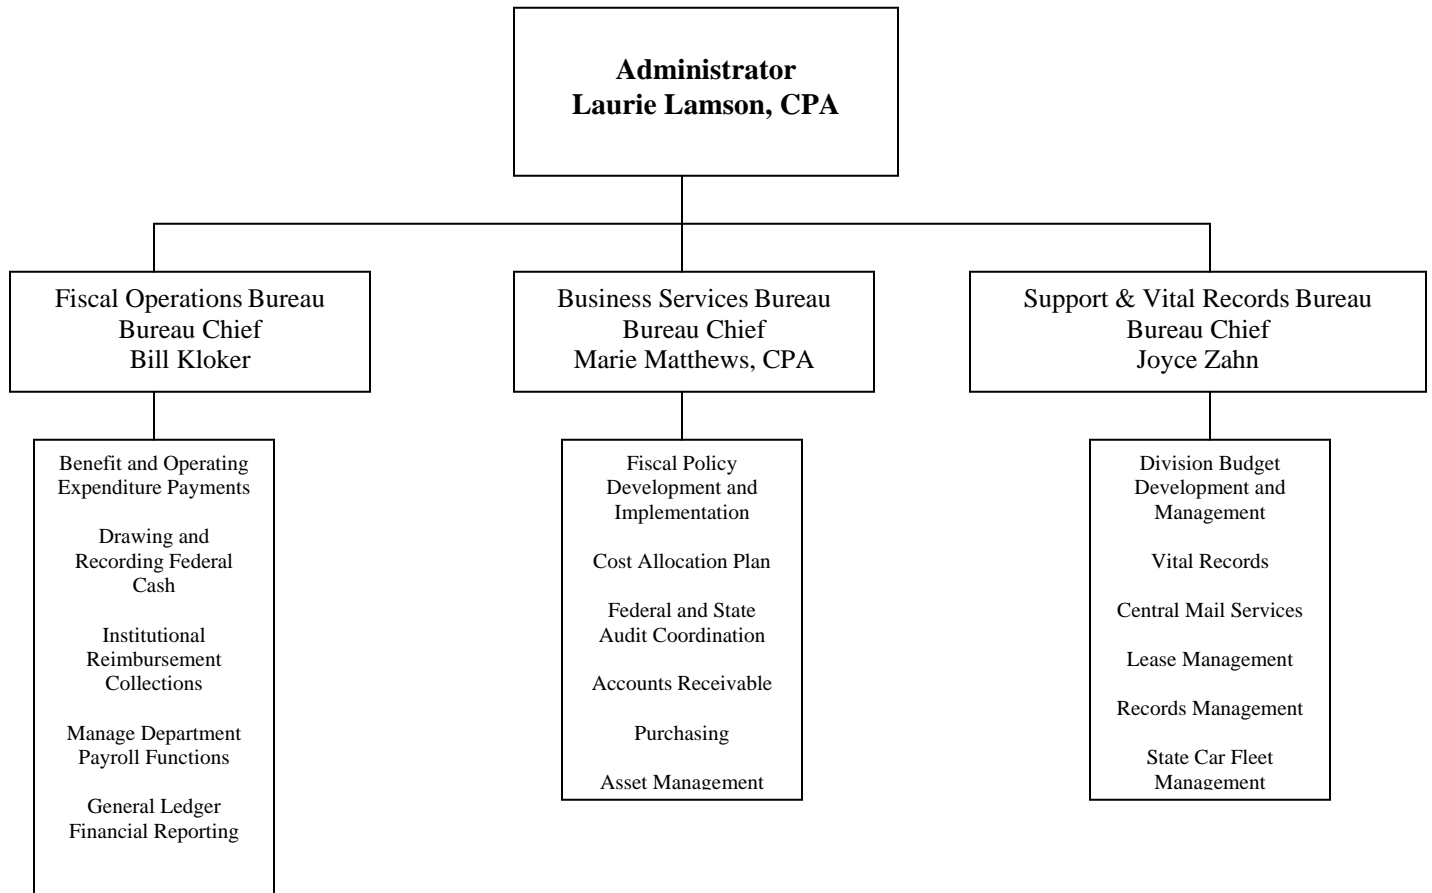 Administrator
Laurie Lamson, CPA
Fiscal Operations Bureau
Bureau Chief
Bill Kloker
Business Services Bureau
Bureau Chief
Marie Matthews, CPA
Support & Vital Records Bureau
Bureau Chief
Joyce Zahn
Benefit and Operating
Expenditure Payments
Drawing and
Recording Federal
Cash
Institutional
Reimbursement
Collections
Manage Department
Payroll Functions
General Ledger
Financial Reporting
Fiscal Policy
Development and
Implementation
Cost Allocation Plan
Federal and State
Audit Coordination
Accounts Receivable
Purchasing
Asset Management
Division Budget
Development and
Management
Vital Records
Central Mail Services
Lease Management
Records Management
State Car Fleet
Management